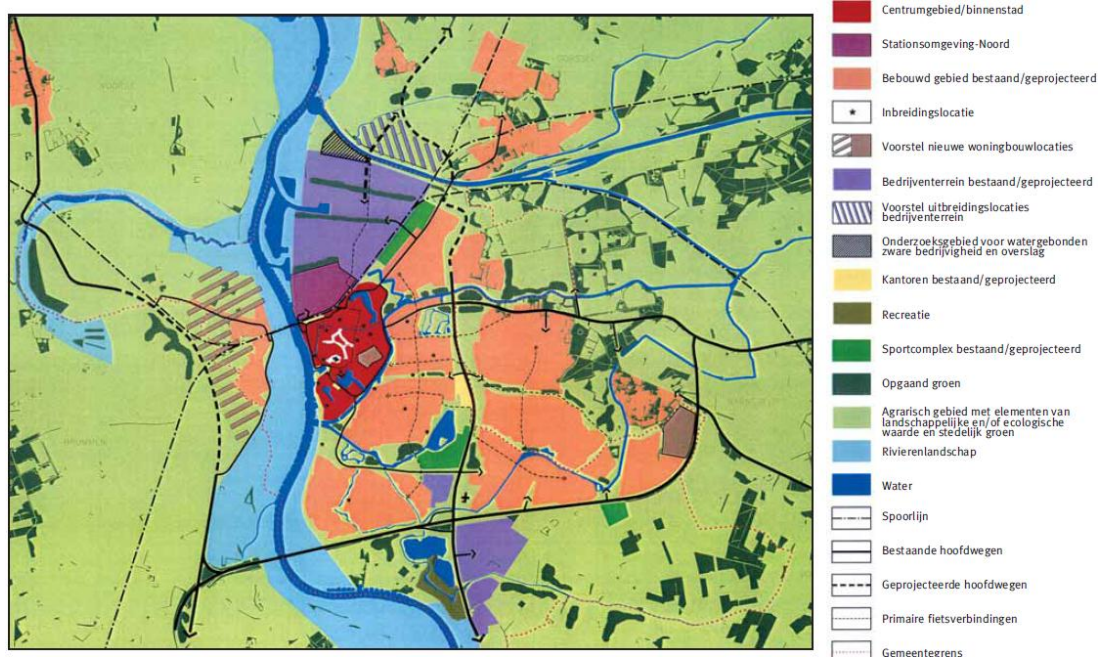 Centrumgebied/binnenstad
Stationsomgeving-Noord
Bebouwd gebied bestaand/geprojecteerd
Inbreidingslocatie
Voorstel nieuwe woningbouwlocaties
Bedrijventerrein bestaand/geprojecteerd
Voorstel uitbreidingslocaties
bedrijventerrein
Onderzoeksgebied voor watergebonden
zware bedrijvigheid en overslag
Kantoren bestaand/geprojecteerd
Recreatie
Sportcomplex bestaand/geprojecteerd
Opgaand groen
Agrarisch gebied met elementen van
landschappelijke en/of ecologische
waarde en stedelijk groen
Rivierenlandschap
Water
Spoorlijn
Bestaande hoofdwegen
Geprojecteerde hoofdwegen
Primaire fietsverbindingen
Gemeentegrens